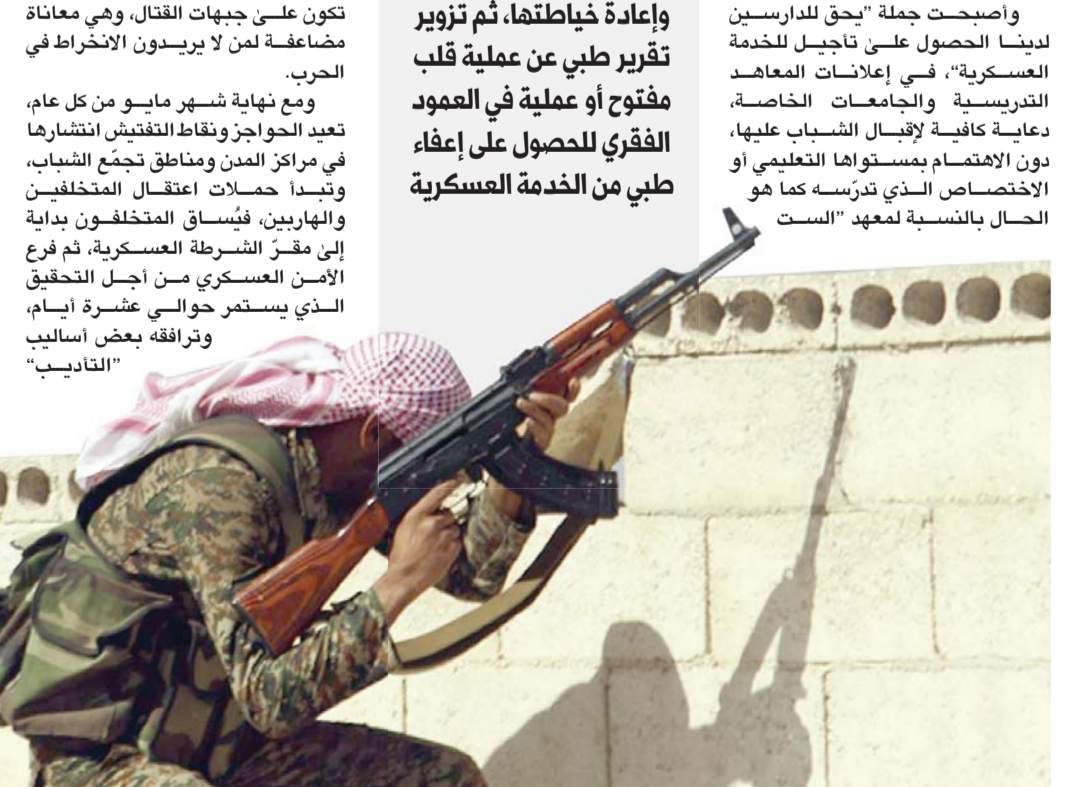 وأصبحت جملة ”يحق للدارسين
لدينا الحصول على تأجيل للخدمة
العسكرية“، في إعلانات المعاهد
التدريسية والجامعات الخاصة،
دعاية كافية لإقبال الشباب عليها،
دون الاهتمام بمستواها التعليمي أو
الاختصاص الذي تدرّسه كما هو
الحال بالنسبة لمعهد ”الست
وإعادة خياطتها، ثم تزوير
تقرير طبي عن عملية قلب
مفتوح أو عملية في العمود
الفقري للحصول على إعفاء
طبي من الخدمة العسكرية
تكون على جبهات القتال، وهي معاناة
مضاعفة لمن لا يريدون الانخراط في
الحرب.
ومع نهاية شهر مايو من كل عام،
تعيد الحواجز ونقاط التفتيش انتشارها
في مراكز المدن ومناطق تجمّع الشباب،
وتبدأ حملات اعتقال المتخلفين
والهاربين، فيُساق المتخلفون بداية
إلى مقرّ الشرطة العسكرية، ثم فرع
الأمن العسكري من أجل التحقيق
الذي يستمر حوالي عشرة أيام،
وترافقه بعض أساليب
”التأديب“